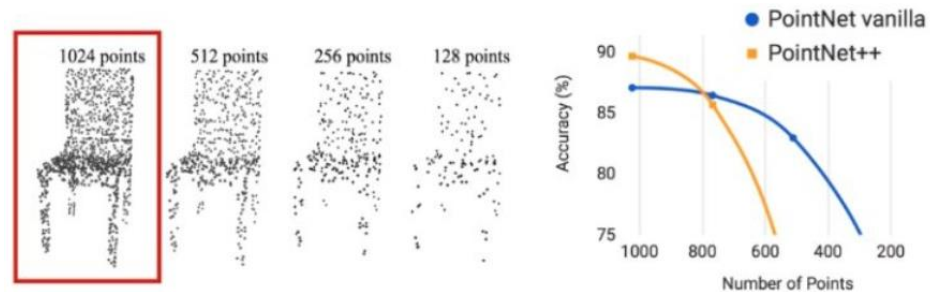 1024 points
512 points
256 points
128 points
PointNet vanilla
PointNet++
90
85
80
75
Accuracy (%)
1000 800 600 400 200
Number of Points